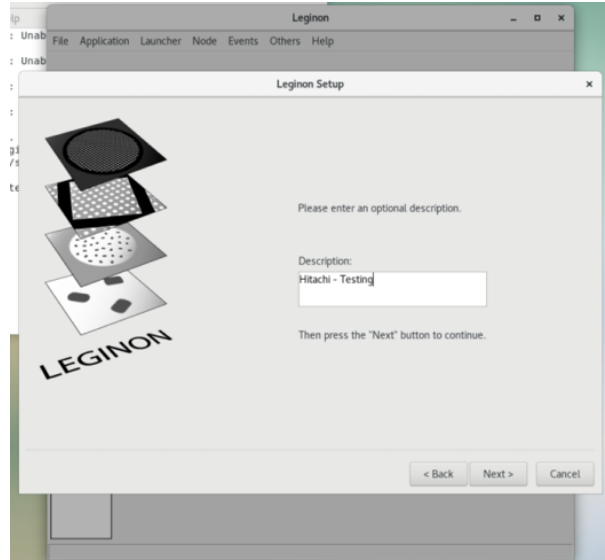 lp
Leginon
: Unab
File Application Launcher Node Events Others Help
: Unab
Leginon Setup
Please enter an optional description.
Description:
Hitachi - Testing
Then press the "Next" button to continue.
LEGINON
< Back Next > Cancel